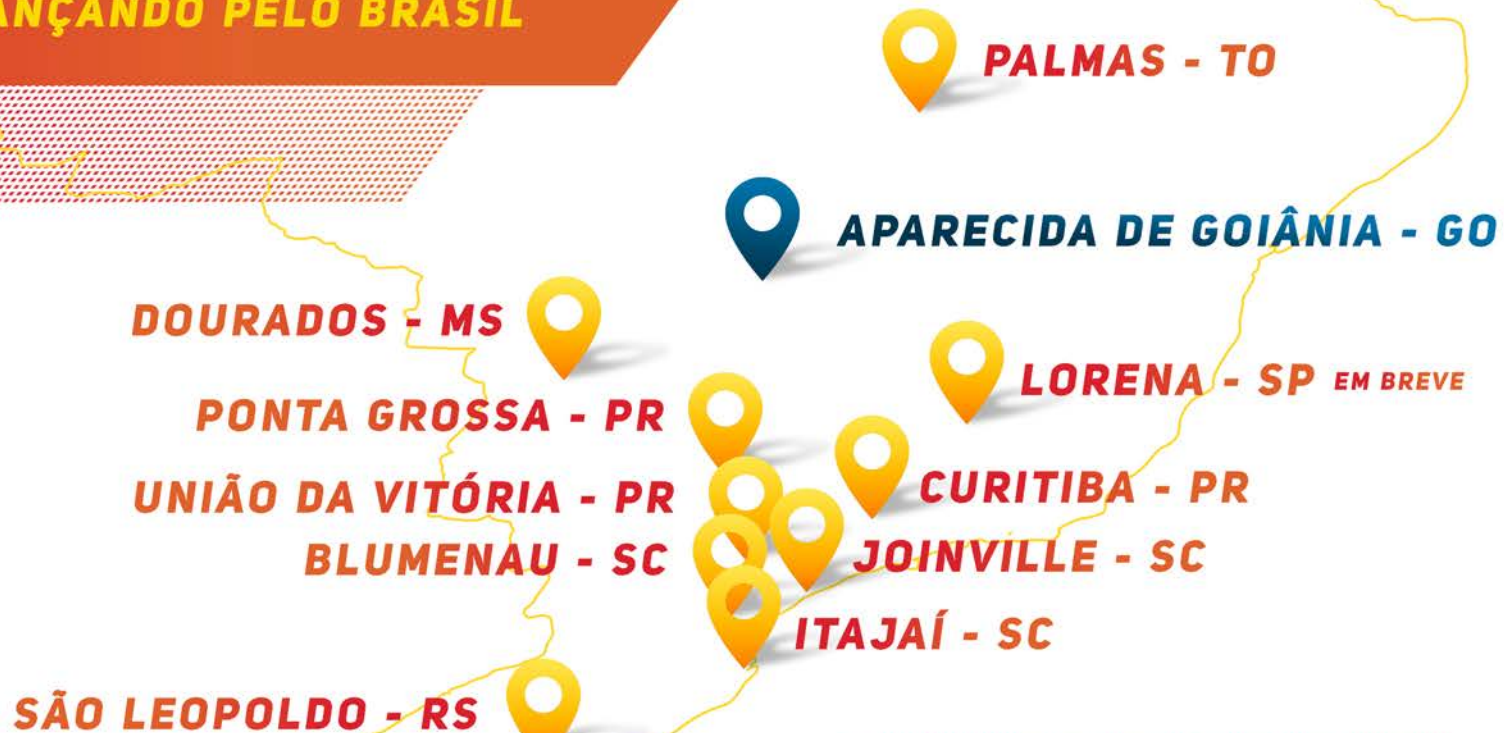 PELO BRASIL
PALMAS - TO
APARECIDA DE GOIÂNIA - GO
DOURADOS - MS
LORENA - SP EM BREVE
PONTA GROSSA - PR
CURITIBA - PR
UNIÃO DA VITÓRIA - PR
BLUMENAU - SC
JOINVILLE - SC
ITAJAÍ - SC
SÃO LEOPOLDO - RS